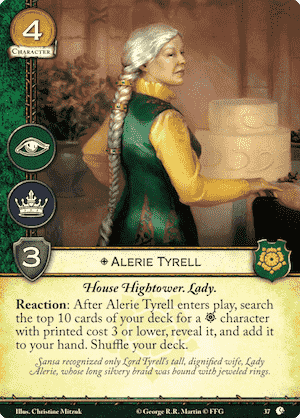 4
CHARACTER
3
ALERIE TYRELL
House Hightower. Lady.
Reaction: After Alerie Tyrell enters play, search
the top 10 cards of your deck for a character
with printed cost 3 or lower, reveal it, and add it
to your hand. Shuffle your deck.
Sansa recognized only Lord Tyrell's tall, dignified wife, Lady
Alerie, whose long silvery braid was bound with jeweled rings.
Illus. Christine Mitzuk © George R.R. Martin © FFG 37